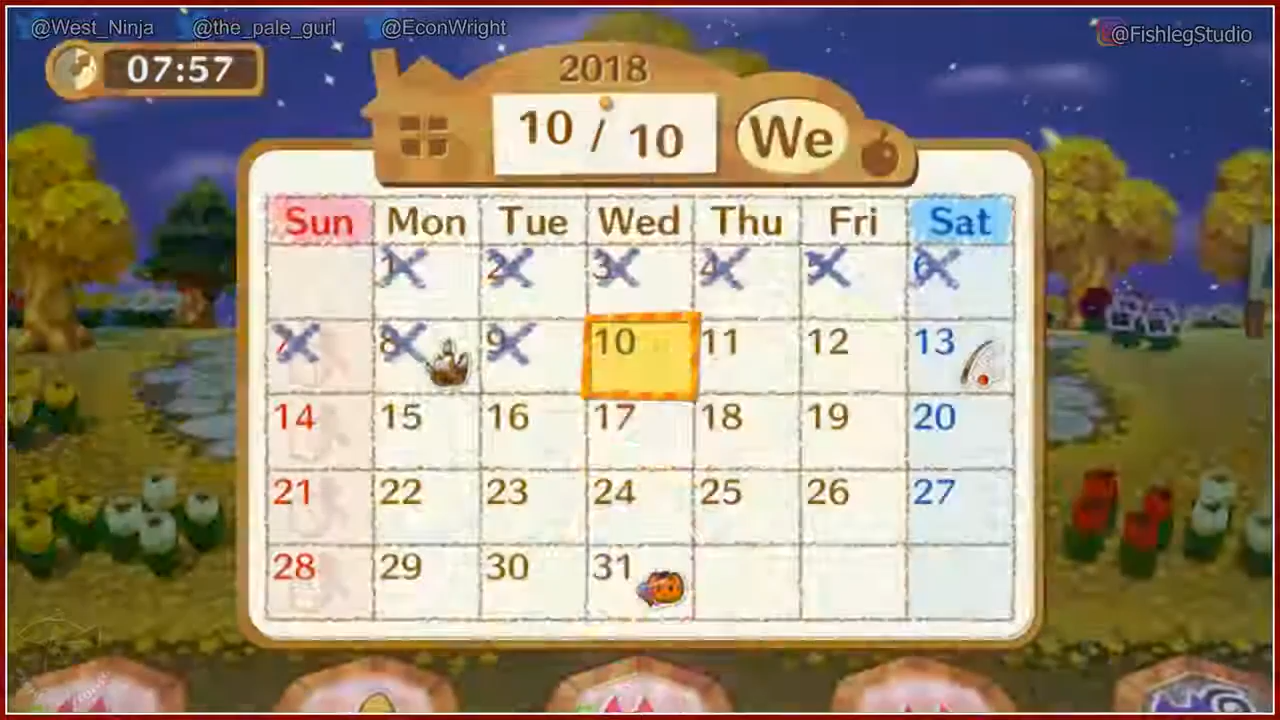 @West_Ninja @the_pale_gurl @EconWright @FishlegStudio
07:57
2018
10 / 10 We
Sun Mon Tue Wed Thu Fri Sat
1 2 3 4 5 6
7 8 9 10 11 12 13
14 15 16 17 18 19 20
21 22 23 24 25 26 27
28 29 30 31